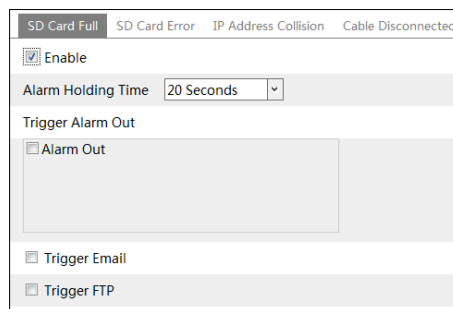 SD Card Full SD Card Error IP Address Collision Cable Disconnected
Enable
Alarm Holding Time 20 Seconds
Trigger Alarm Out
Alarm Out
Trigger Email
Trigger FTP